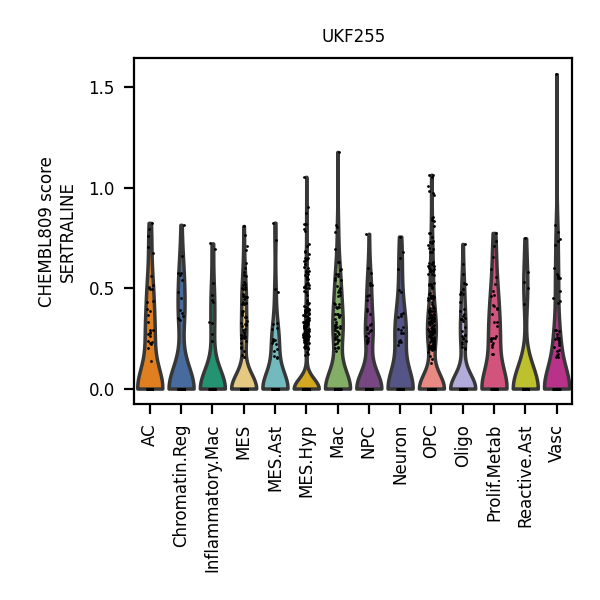 UKF255
CHEMBL809 score
SERTRALINE
1.5
1.0
0.5
0.0
AC
Chromatin.Reg
Inflammatory.Mac
MES
MES.Ast
MES.Hyp
Mac
NPC
Neuron
OPC
Oligo
Prolif.Metab
Reactive.Ast
Vasc